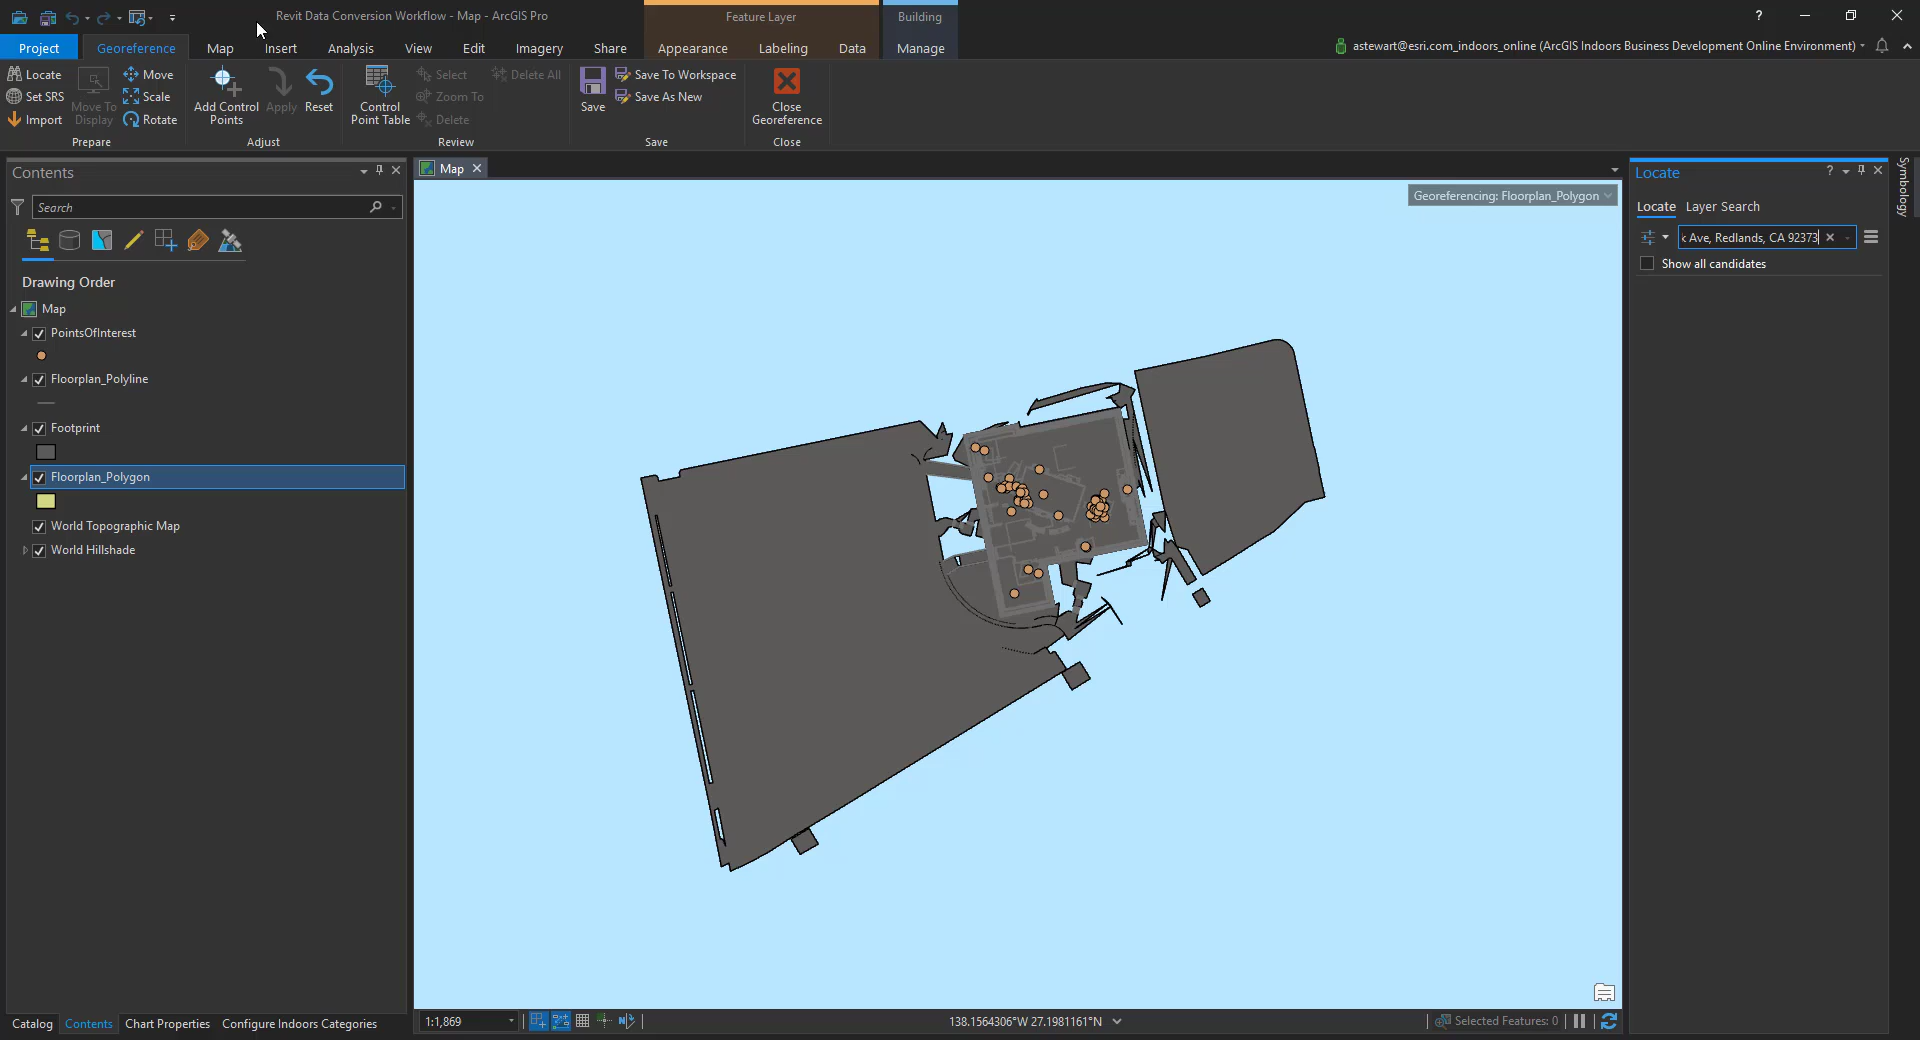 Revit Data Conversion Workflow - Map - ArcGIS Pro
Feature Layer
Building
?
Project
Georeference
Map
Insert
Analysis
View
Edit
Imagery
Share
Appearance
Labeling
Data
Manage
astewart@esri.com_indoors_online (ArcGIS Indoors Business Development Online Environment)
Locate
Set SRS
Import
Move To
Display
Move
Scale
Rotate
Prepare
Add Control
Points
Apply
Reset
Adjust
Control
Point Table
Select
Zoom To
Delete
Delete All
Review
Save
Save To Workspace
Save As New
Save
Close
Georeference
Close
Contents
Search
Drawing Order
Map
PointsOfInterest
Floorplan_Polyline
Footprint
Floorplan_Polygon
World Topographic Map
World Hillshade
Catalog
Contents
Chart Properties
Configure Indoors Categories
Map
Georeferencing: Floorplan_Polygon
1:1,869
138.1564306°W 27.1981161°N
Selected Features: 0
Locate
?
Locate
Layer Search
k Ave, Redlands, CA 92373
Show all candidates
Symbology